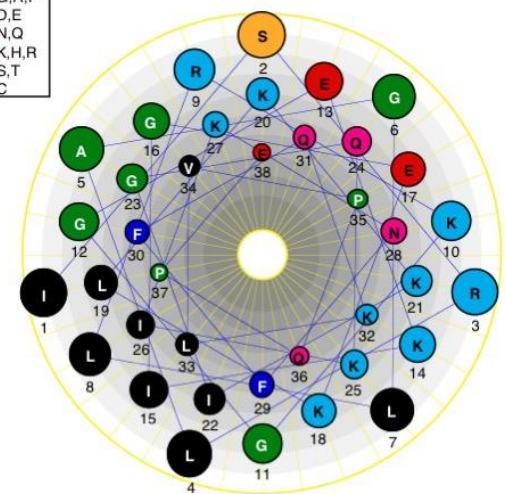 D,E
N,Q
K,H,R
S,T
C
S
2
R
9
E
13
K
20
G
6
G
16
K
27
Q
31
Q
24
A
5
E
38
V
34
E
17
G
23
P
35
G
12
F
30
N
28
K
10
P
37
L
19
K
21
I
1
R
3
I
26
K
32
L
33
K
14
L
8
Q
36
K
25
I
15
F
29
I
22
K
18
L
7
G
11
L
4